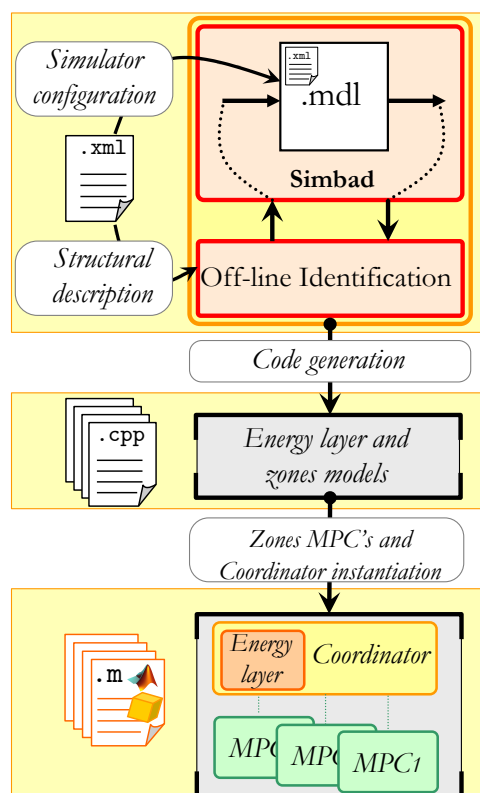 Simulator
configuration
.xml
.mdl
Simbad
.xml
Structural
description
Off-line Identification
Code generation
.cpp
Energy layer and
zones models
Zones MPC's and
Coordinator instantiation
.m
Energy
layer
Coordinator
MPC
MPC
MPC1